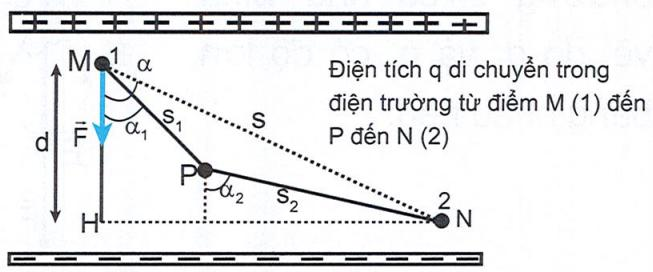 + + + + + + + + + + + + + + +
M 1 α
Điện tích q di chuyển trong
điện trường từ điểm M (1) đến
P đến N (2)
F⃗ α₁ s₁ s
d
P α₂ s₂ 2
H N
− − − − − − − − − − − − − − −